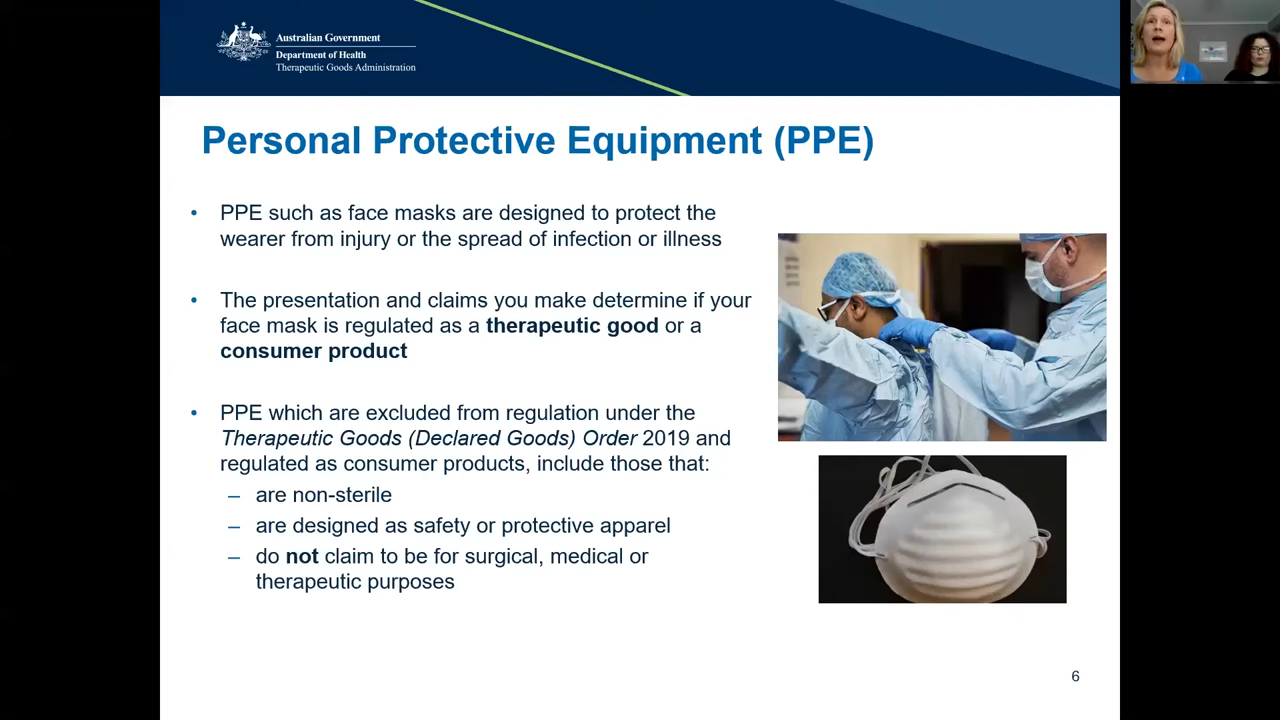 Australian Government
Department of Health
Therapeutic Goods Administration
Personal Protective Equipment (PPE)
• PPE such as face masks are designed to protect the
wearer from injury or the spread of infection or illness
• The presentation and claims you make determine if your
face mask is regulated as a therapeutic good or a
consumer product
• PPE which are excluded from regulation under the
Therapeutic Goods (Declared Goods) Order 2019 and
regulated as consumer products, include those that:
– are non-sterile
– are designed as safety or protective apparel
– do not claim to be for surgical, medical or
therapeutic purposes
6